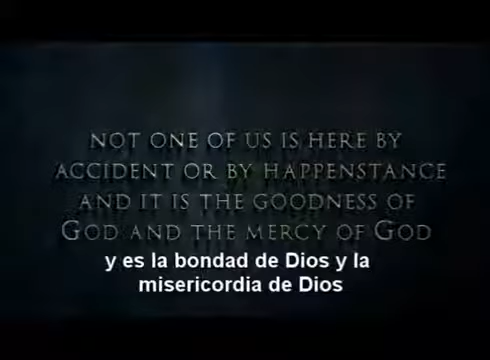 NOT ONE OF US IS HERE BY
ACCIDENT OR BY HAPPENSTANCE
AND IT IS THE GOODNESS OF
GOD AND THE MERCY OF GOD
y es la bondad de Dios y la
misericordia de Dios